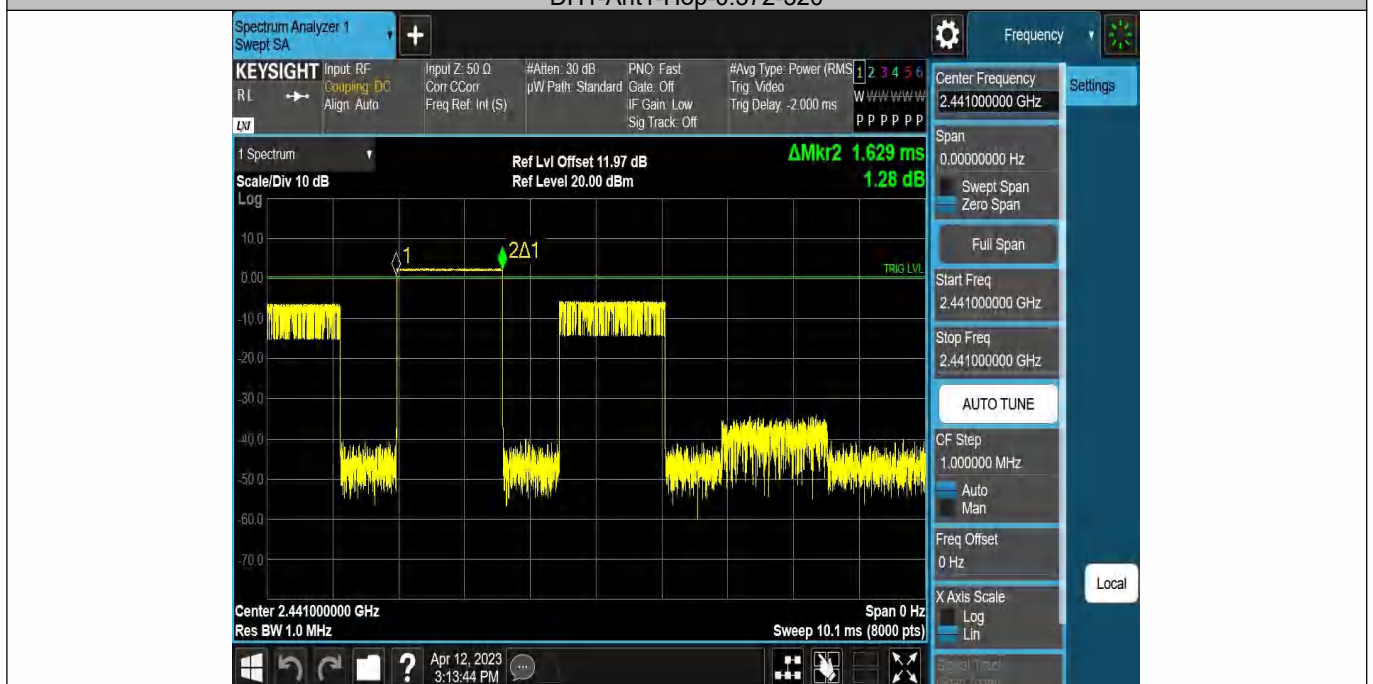 Spectrum Analyzer 1
Swept SA
Frequency
KEYSIGHT
R L
LXI
Input: RF
Coupling: DC
Align: Auto
Input Z: 50 Ω
Corr CCorr
Freq Ref: Int (S)
#Atten: 30 dB
µW Path: Standard
PNO: Fast
Gate: Off
IF Gain: Low
Sig Track: Off
#Avg Type: Power (RMS
Trig: Video
Trig Delay: -2.000 ms
1 2 3 4 5 6
W W W W W W
P P P P P P
Center Frequency
2.441000000 GHz
Settings
1 Spectrum
Scale/Div 10 dB
Log
Ref Lvl Offset 11.97 dB
Ref Level 20.00 dBm
ΔMkr2 1.629 ms
1.28 dB
Span
0.00000000 Hz
Swept Span
Zero Span
Full Span
10.0
0.00
-10.0
-20.0
-30.0
-40.0
-50.0
-60.0
-70.0
1
2Δ1
TRIG LVL
Start Freq
2.441000000 GHz
Stop Freq
2.441000000 GHz
AUTO TUNE
CF Step
1.000000 MHz
Auto
Man
Freq Offset
0 Hz
Local
X Axis Scale
Log
Lin
Center 2.441000000 GHz
Res BW 1.0 MHz
Span 0 Hz
Sweep 10.1 ms (8000 pts)
?
Apr 12, 2023
3:13:44 PM